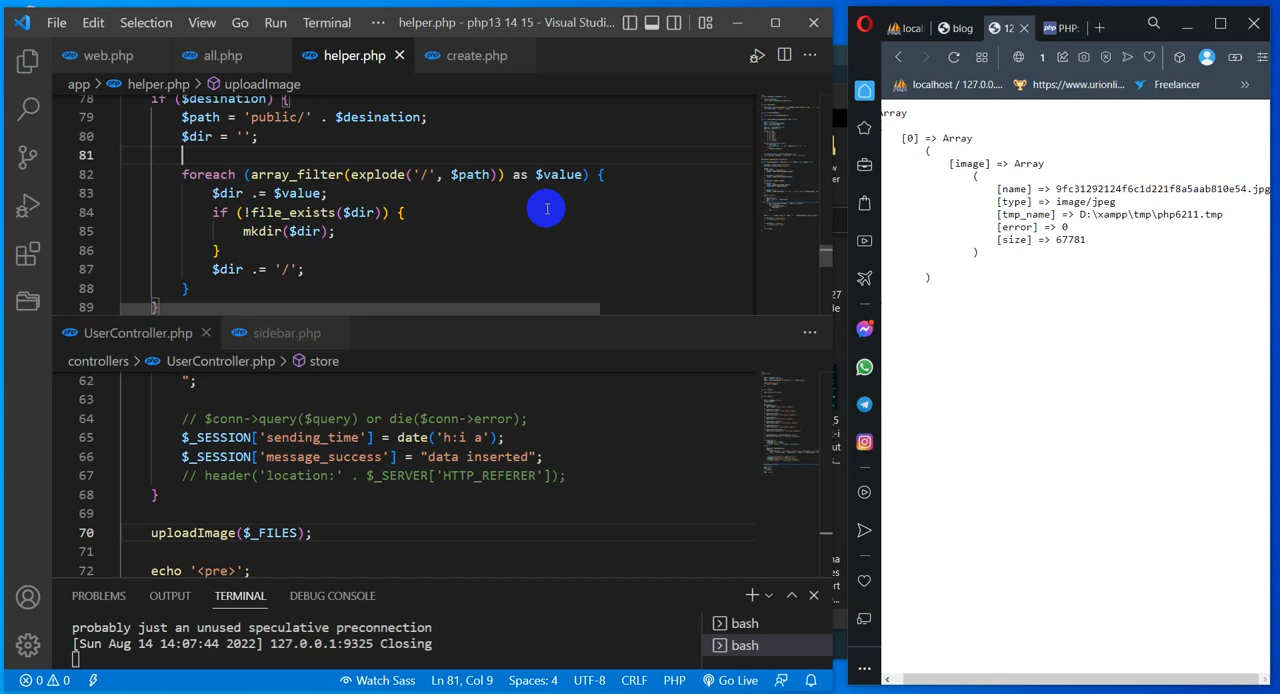 File Edit Selection View Go Run Terminal ··· helper.php - php13 14 15 - Visual Studi...
web.php all.php helper.php create.php
app > helper.php > uploadImage
78 if ($desination) {
79 $path = 'public/' . $desination;
80 $dir = '';
81
82 foreach (array_filter(explode('/', $path)) as $value) {
83 $dir .= $value;
84 if (!file_exists($dir)) {
85 mkdir($dir);
86 }
87 $dir .= '/';
88 }
89 }
UserController.php sidebar.php
controllers > UserController.php > store
62 ";
63
64 // $conn->query($query) or die($conn->error);
65 $_SESSION['sending_time'] = date('h:i a');
66 $_SESSION['message_success'] = "data inserted";
67 // header('location:' . $_SERVER['HTTP_REFERER']);
68 }
69
70 uploadImage($_FILES);
71
72 echo '<pre>';
PROBLEMS OUTPUT TERMINAL DEBUG CONSOLE
probably just an unused speculative preconnection
[Sun Aug 14 14:07:44 2022] 127.0.0.1:9325 Closing
bash
bash
0 0 Watch Sass Ln 81, Col 9 Spaces: 4 UTF-8 CRLF PHP Go Live
locall blog 12 PHP:
1
localhost / 127.0.0.... https://www.urionli... Freelancer »
rray
[0] => Array
(
[image] => Array
(
[name] => 9fc31292124f6c1d221f8a5aab810e54.jpg
[type] => image/jpeg
[tmp_name] => D:\xampp\tmp\php6211.tmp
[error] => 0
[size] => 67781
)
)